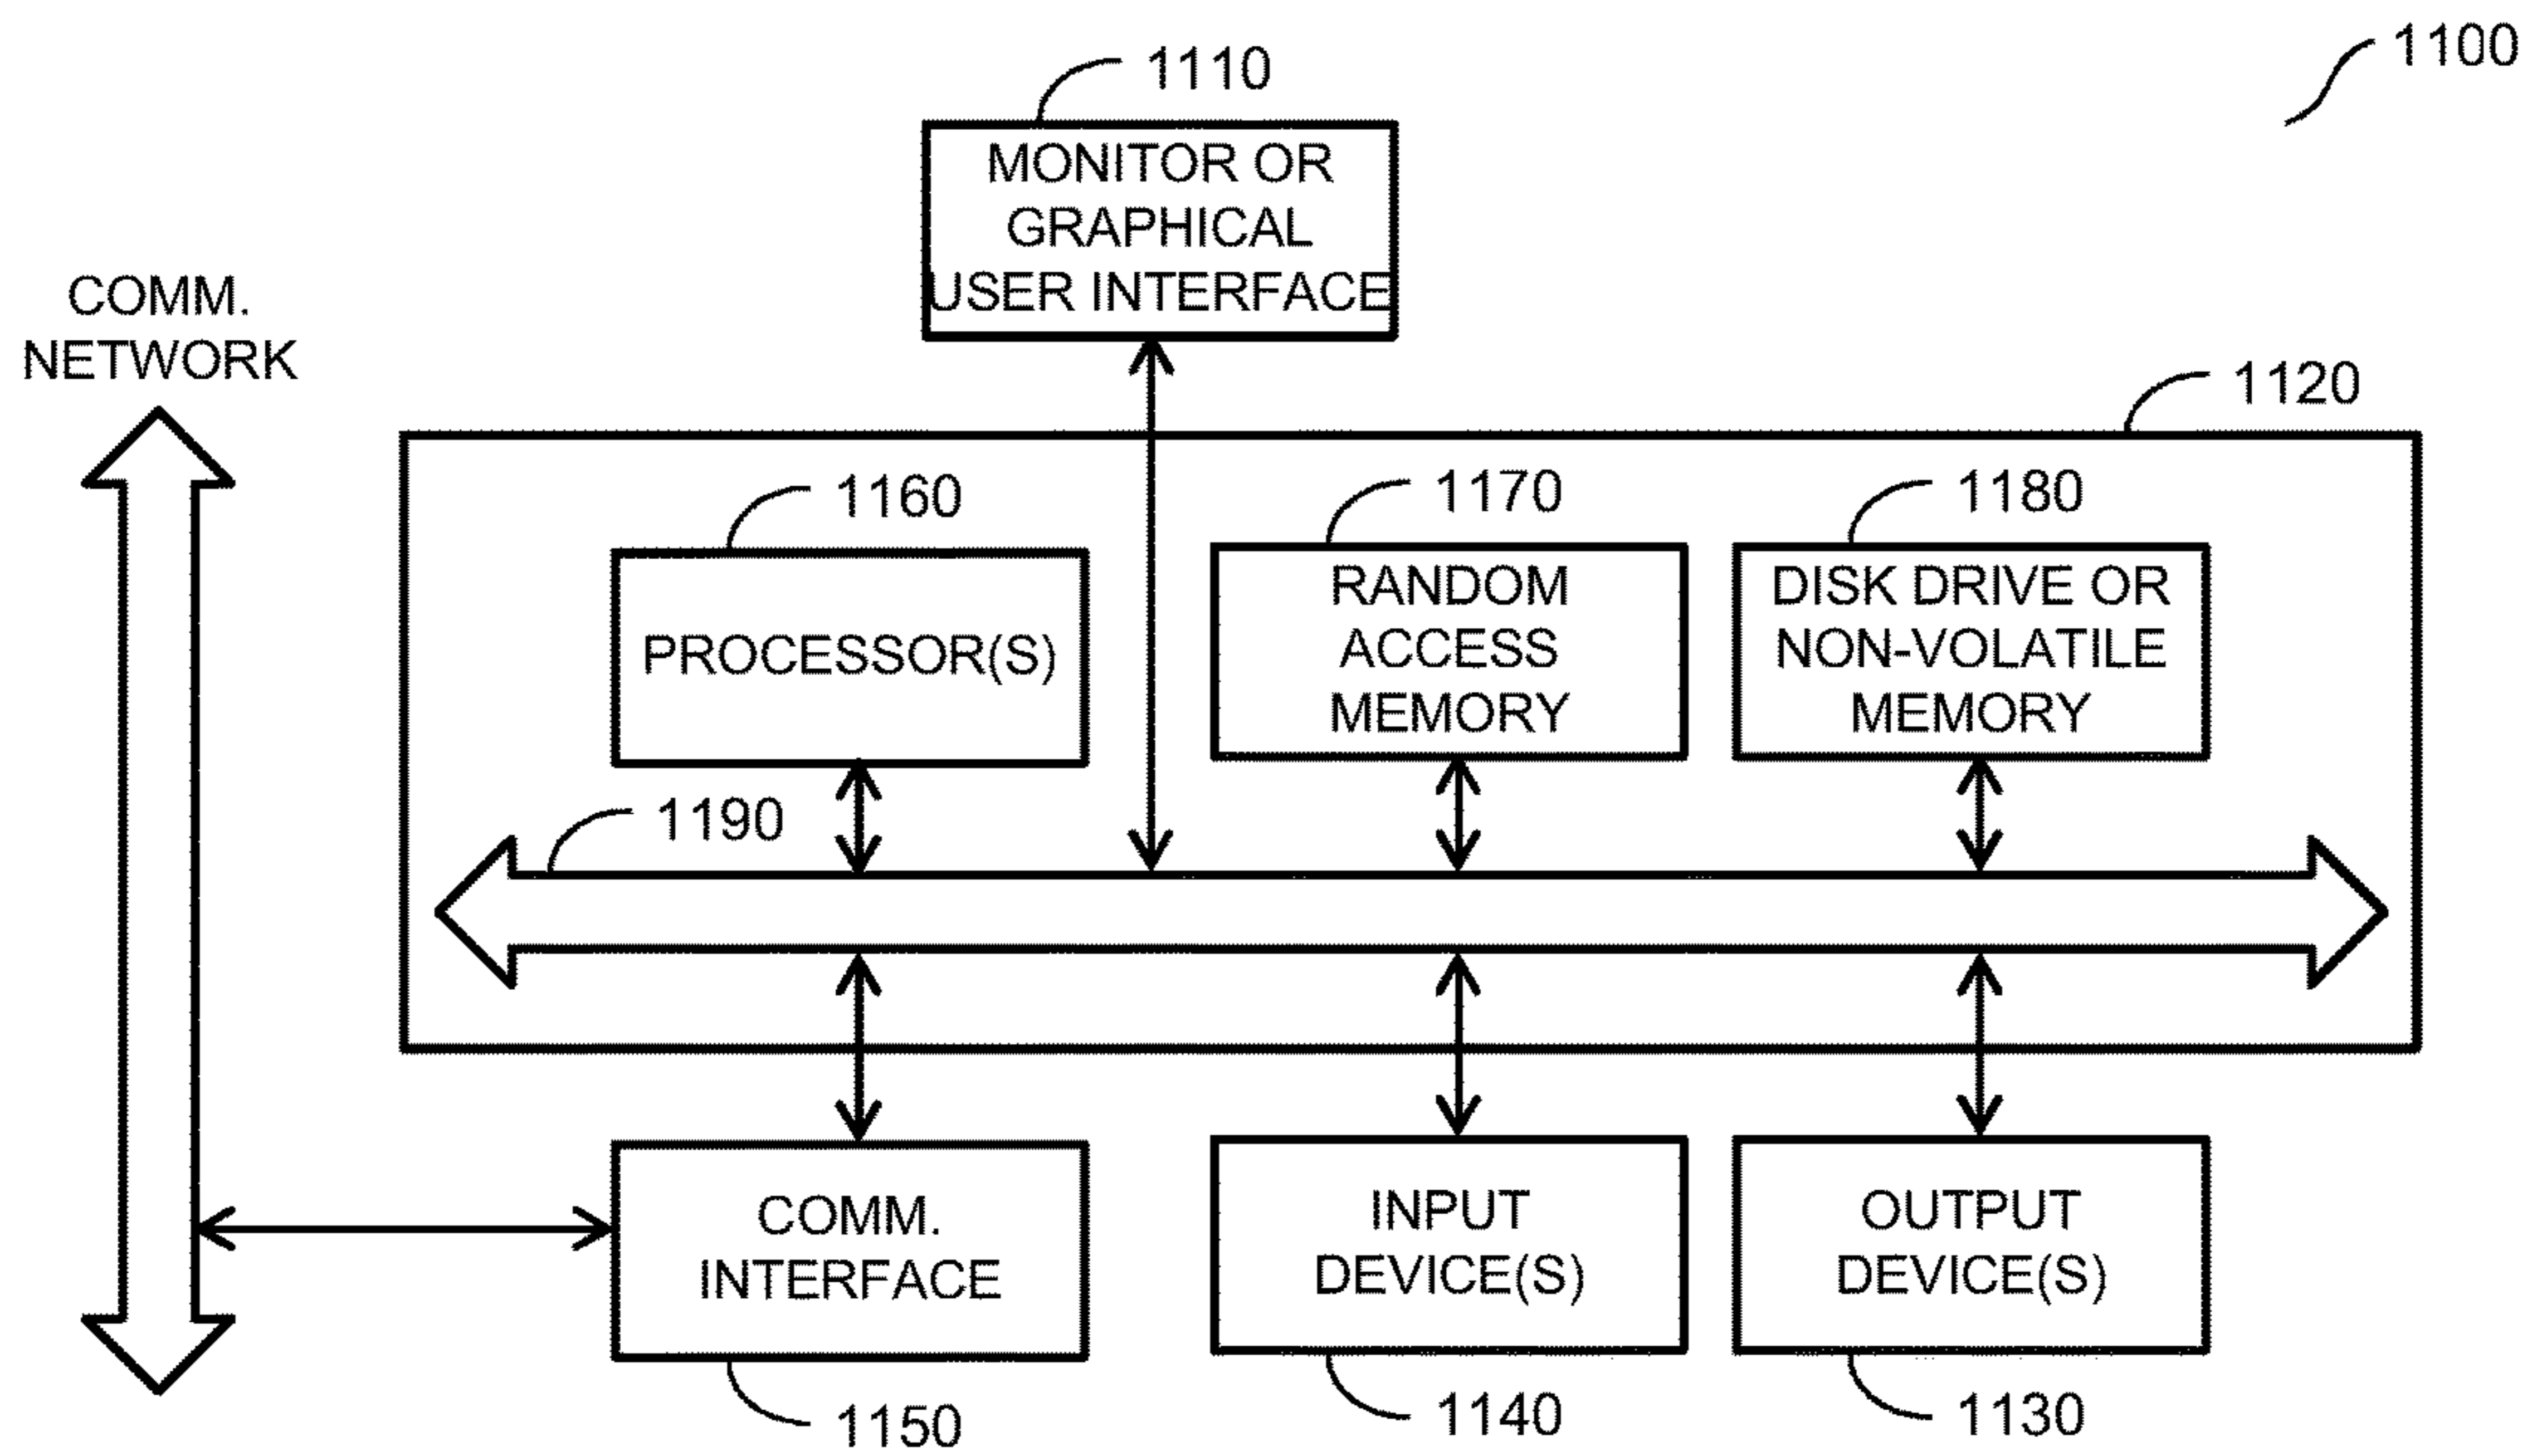 1100
1110
MONITOR OR
GRAPHICAL
USER INTERFACE
COMM.
NETWORK
1120
1160
PROCESSOR(S)
1170
RANDOM
ACCESS
MEMORY
1180
DISK DRIVE OR
NON-VOLATILE
MEMORY
1190
COMM.
INTERFACE
1150
INPUT
DEVICE(S)
1140
OUTPUT
DEVICE(S)
1130